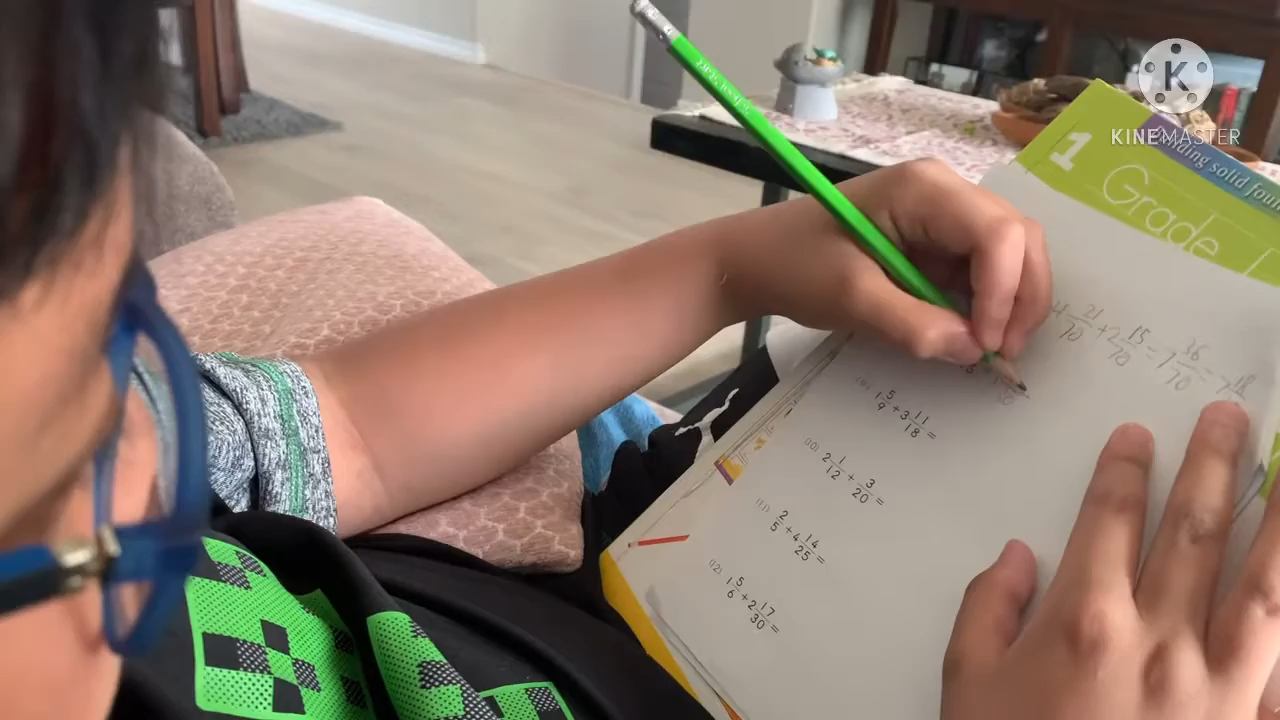 KINEMASTER
K
1
Grade
4 21/70 + 2 15/70 = 7 36/70 = 7 18/
(9) 1 5/9 + 3 11/18 =
(10) 2 1/12 + 3/20 =
(11) 2/5 + 4 14/25 =
(12) 1 5/6 + 2 17/30 =